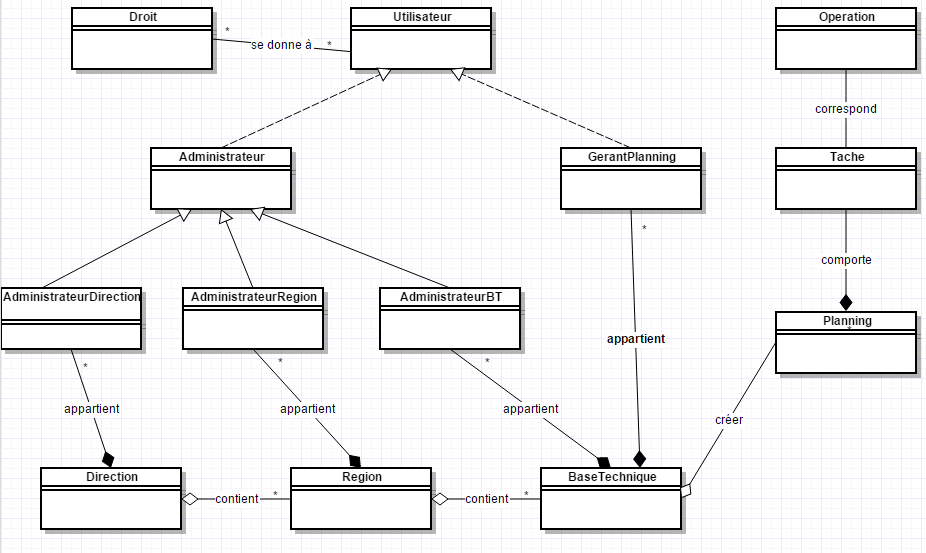 Droit
Utilisateur
Operation
*
se donne à
*
correspond
Administrateur
GerantPlanning
Tache
*
comporte
AdministrateurDirection
AdministrateurRegion
AdministrateurBT
Planning
*
appartient
*
*
*
appartient
appartient
appartient
créer
Direction
Region
BaseTechnique
contient
*
contient
*